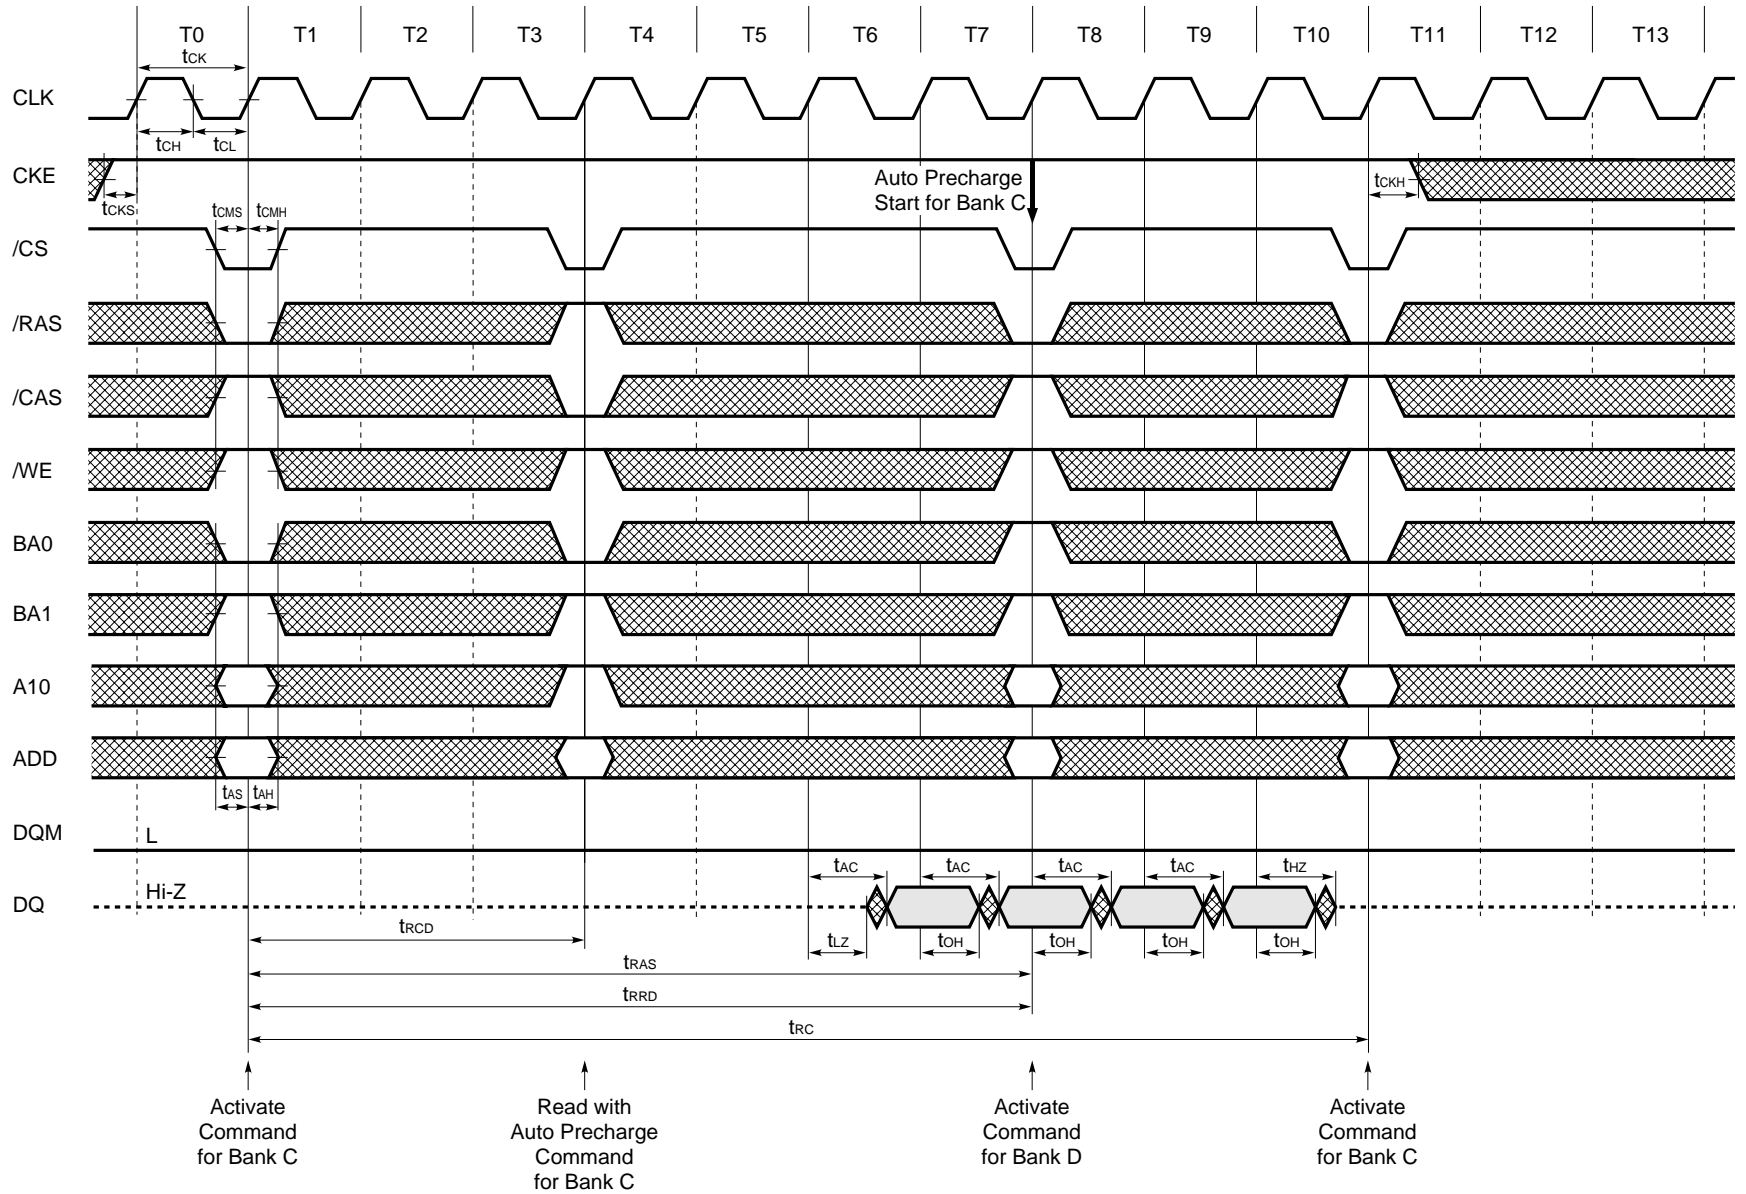 T0 T1 T2 T3 T4 T5 T6 T7 T8 T9 T10 T11 T12 T13
tCK
CLK
tCH tCL
CKE
Auto Precharge
Start for Bank C
tCKH
tCKS
tCMS tCMH
/CS
/RAS
/CAS
/WE
BA0
BA1
A10
ADD
tAS tAH
DQM
L
tAC tAC tAC tAC tHZ
Hi-Z
DQ
tRCD
tLZ tOH tOH tOH tOH
tRAS
tRRD
tRC
Activate
Command
for Bank C
Read with
Auto Precharge
Command
for Bank C
Activate
Command
for Bank D
Activate
Command
for Bank C